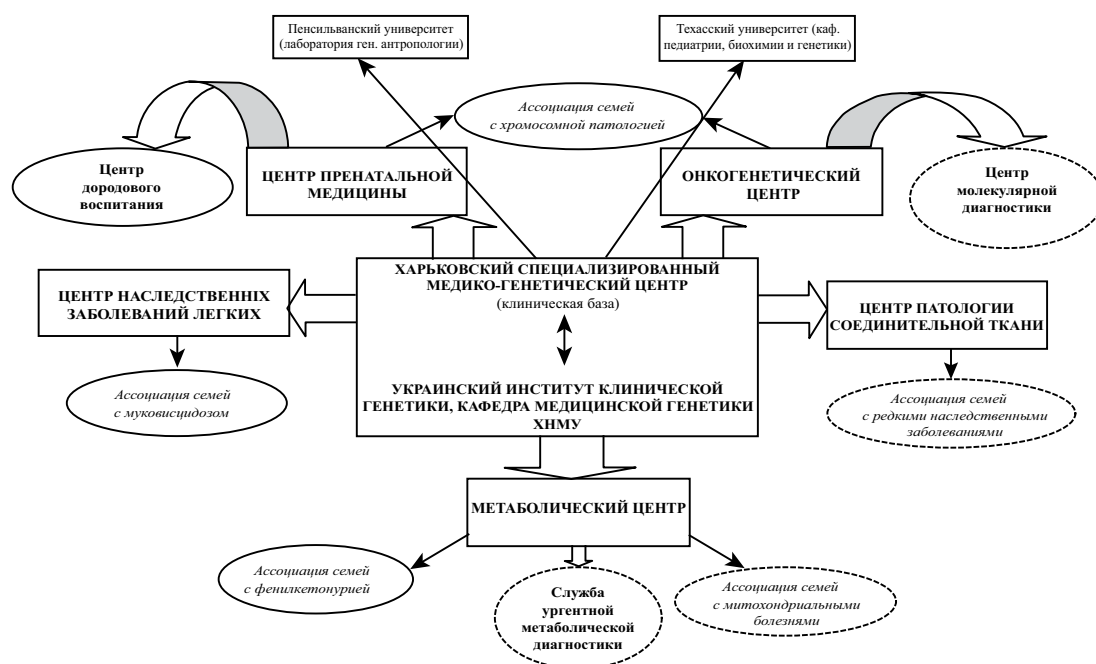 Пенсильванский университет
(лаборатория ген. антропологии)
Техасский университет (каф.
педиатрии, биохимии и генетики)
Ассоциация семей
с хромосомной патологией
Центр
дородового
воспитания
ЦЕНТР ПРЕНАТАЛЬНОЙ
МЕДИЦИНЫ
ОНКОГЕНЕТИЧЕСКИЙ
ЦЕНТР
Центр
молекулярной
диагностики
ХАРЬКОВСКИЙ СПЕЦИАЛИЗИРОВАННЫЙ
МЕДИКО-ГЕНЕТИЧЕСКИЙ ЦЕНТР
(клиническая база)
ЦЕНТР НАСЛЕДСТВЕННІХ
ЗАБОЛЕВАНИЙ ЛЕГКИХ
ЦЕНТР ПАТОЛОГИИ
СОЕДИНИТЕЛЬНОЙ ТКАНИ
Ассоциация семей
с муковисцидозом
УКРАИНСКИЙ ИНСТИТУТ КЛИНИЧЕСКОЙ
ГЕНЕТИКИ, КАФЕДРА МЕДИЦИНСКОЙ ГЕНЕТИКИ
ХНМУ
Ассоциация семей
с редкими наследственными
заболеваниями
МЕТАБОЛИЧЕСКИЙ ЦЕНТР
Ассоциация семей
с фенилкетонурией
Служба
ургентной
метаболической
диагностики
Ассоциация семей
с митохондриальными
болезнями